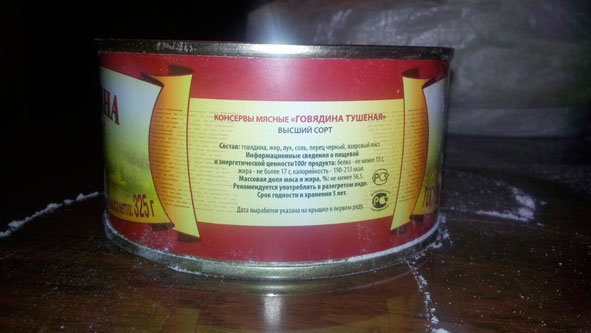 КОНСЕРВЫ МЯСНЫЕ «ГОВЯДИНА ТУШЕНАЯ»
ВЫСШИЙ СОРТ
Состав: говядина, жир, лук, соль, перец черный, лавровый лист.
Информационные сведения о пищевой
и энергетической ценности 100г продукта: белка - не менее 15 г,
жира - не более 17 г, калорийность - 190-233 ккал.
Массовая доля мяса и жира, %: не менее 56,5.
Рекомендуется употреблять в разогретом виде.
Срок годности и хранения 5 лет.
Дата выработки указана на крышке в первом ряду.
НА
НЕТТО: 325 г
РСТ